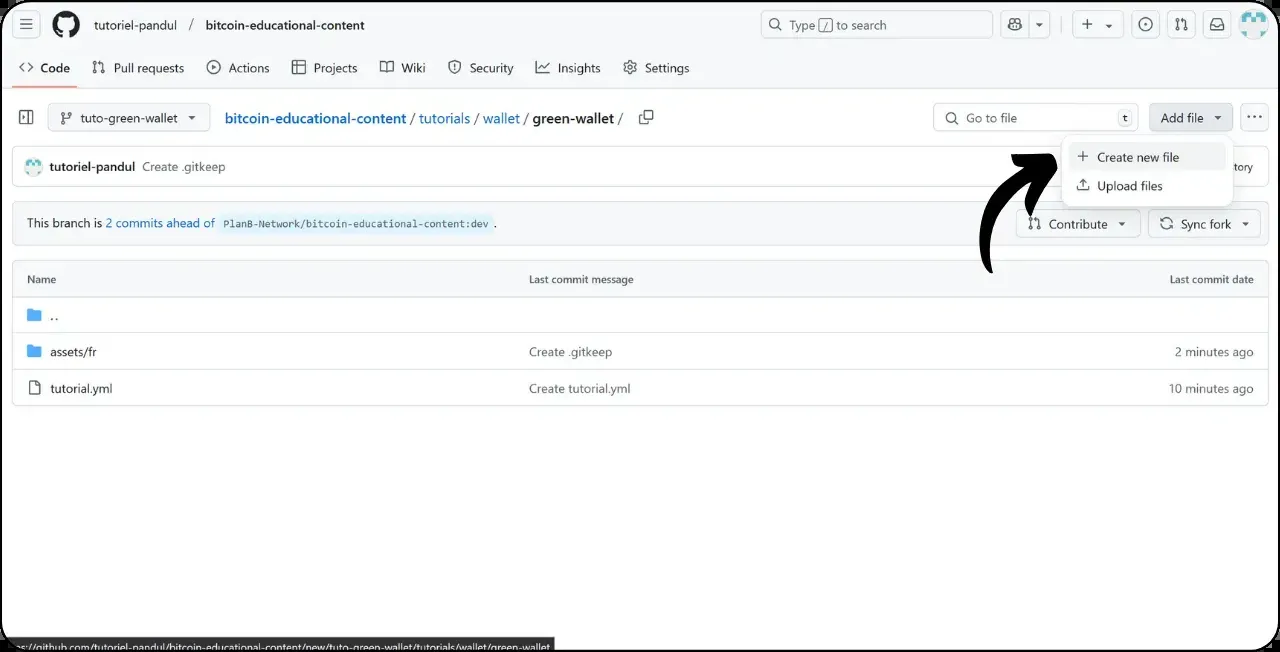 tutoriel-pandul / bitcoin-educational-content Type / to search
Code Pull requests Actions Projects Wiki Security Insights Settings
tuto-green-wallet bitcoin-educational-content / tutorials / wallet / green-wallet / Go to file t Add file
Create new file
tutoriel-pandul Create .gitkeep tory
Upload files
This branch is 2 commits ahead of PlanB-Network/bitcoin-educational-content:dev . Contribute Sync fork
Name Last commit message Last commit date
..
assets/fr Create .gitkeep 2 minutes ago
tutorial.yml Create tutorial.yml 10 minutes ago
ps://github.com/tutoriel-pandul/bitcoin-educational-content/new/tuto-green-wallet/tutorials/wallet/green-wallet